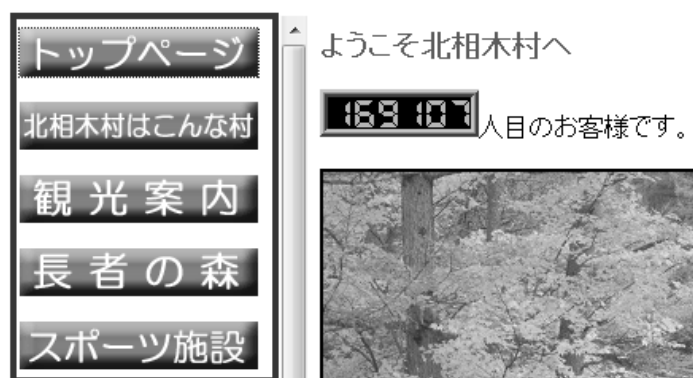 トップページ
北相木村はこんな村
観光案内
長者の森
スポーツ施設
ようこそ北相木村へ
169107人目のお客様です。